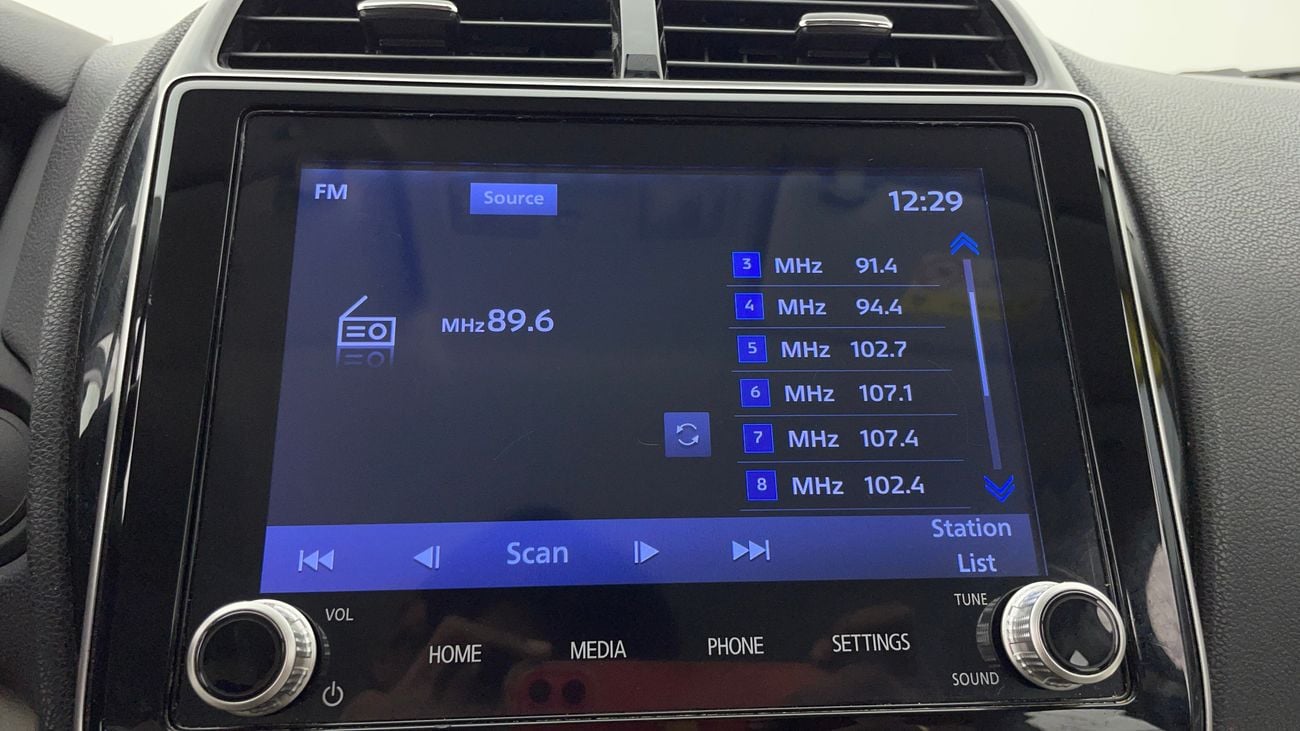 FM Source 12:29
MHz 89.6
3 MHz 91.4
4 MHz 94.4
5 MHz 102.7
6 MHz 107.1
7 MHz 107.4
8 MHz 102.4
Scan
Station
List
VOL
TUNE
HOME MEDIA PHONE SETTINGS
SOUND